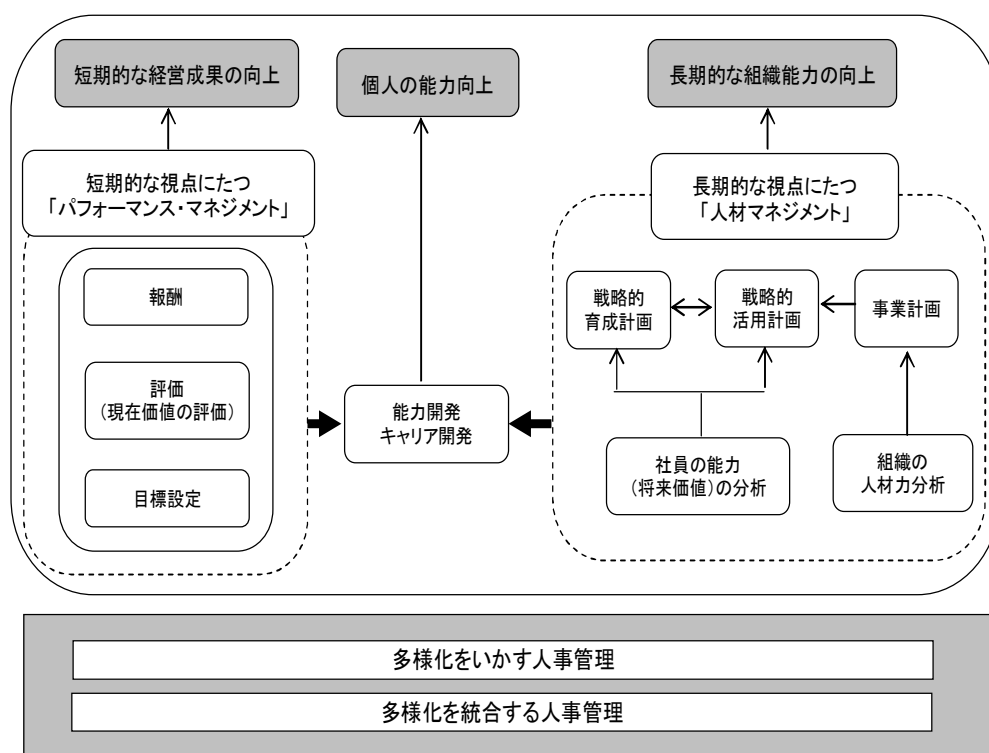 短期的な経営成果の向上
個人の能力向上
長期的な組織能力の向上
短期的な視点にたつ
「パフォーマンス・マネジメント」
長期的な視点にたつ
「人材マネジメント」
報酬
評価
(現在価値の評価)
目標設定
能力開発
キャリア開発
戦略的
育成計画
戦略的
活用計画
事業計画
社員の能力
(将来価値)の分析
組織の
人材力分析
多様化をいかす人事管理
多様化を統合する人事管理